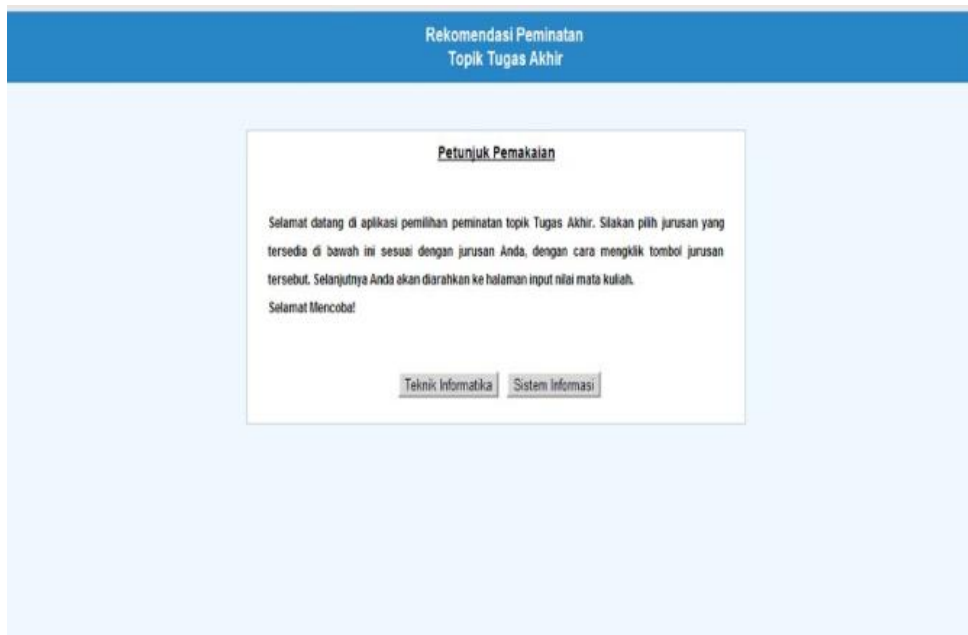 Rekomendasi Peminatan
Topik Tugas Akhir
Petunjuk Pemakaian
Selamat datang di aplikasi pemilihan peminatan topik Tugas Akhir. Silakan pilih jurusan yang
tersedia di bawah ini sesuai dengan jurusan Anda, dengan cara mengklik tombol jurusan
tersebut. Selanjutnya Anda akan diarahkan ke halaman input nilai mata kuliah.
Selamat Mencoba!
Teknik Informatika Sistem Informasi